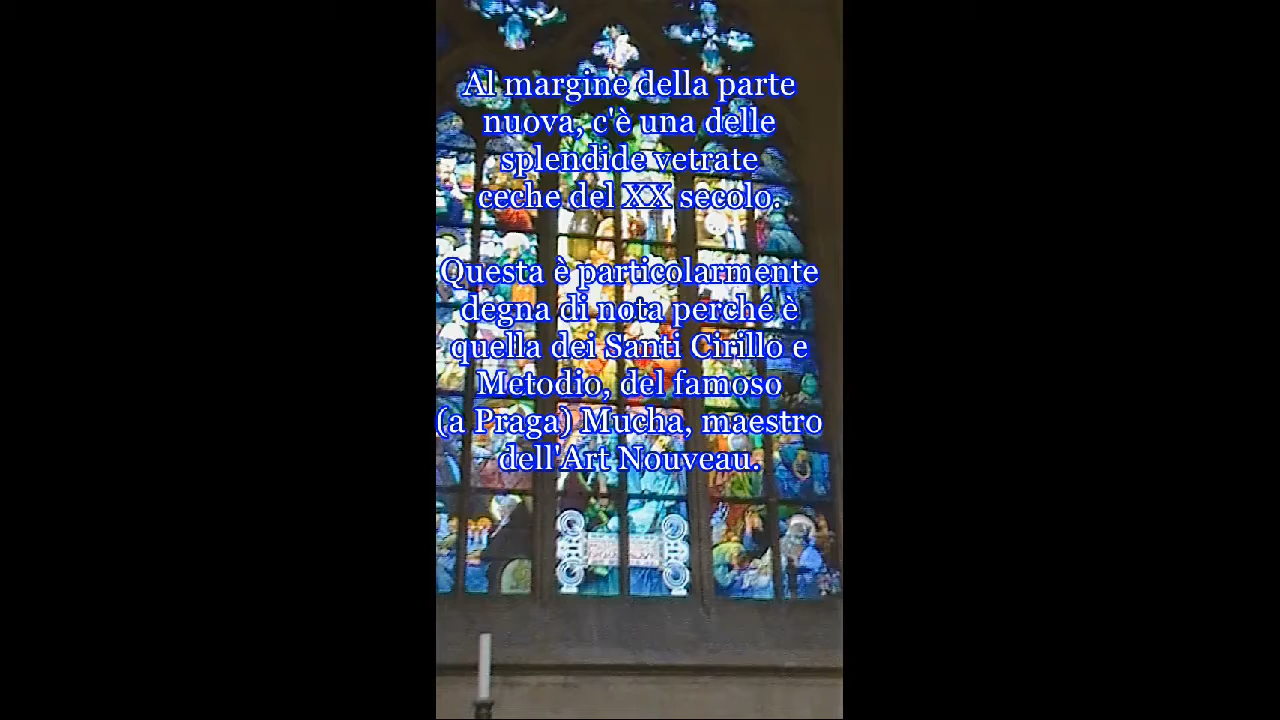 Al margine della parte
nuova, c'è una delle
splendide vetrate
ceche del XX secolo.
Questa è particolarmente
degna di nota perché è
quella dei Santi Cirillo e
Metodio, del famoso
(a Praga) Mucha, maestro
dell'Art Nouveau.